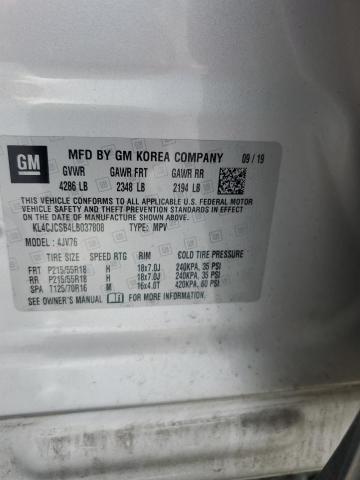 MFD BY GM KOREA COMPANY 09/19
GM
GVWR GAWR FRT GAWR RR
4286 LB 2348 LB 2194 LB
THIS VEHICLE CONFORMS TO ALL APPLICABLE U.S. FEDERAL MOTOR
VEHICLE SAFETY, BUMPER, AND THEFT PREVENTION STANDARDS IN
EFFECT ON THE DATE OF MANUFACTURE SHOWN ABOVE.
KL4CJCSB4LB037808 TYPE: MPV
MODEL: 4JV76
TIRE SIZE SPEED RTG RIM COLD TIRE PRESSURE
FRT P215/55R18 H 18x7.0J 240KPA, 35 PSI
RR P215/55R18 H 18x7.0J 240KPA, 35 PSI
SPA T125/70R16 M 16x4.0T 420KPA, 60 PSI
SEE OWNER'S MANUAL FOR MORE INFORMATION.